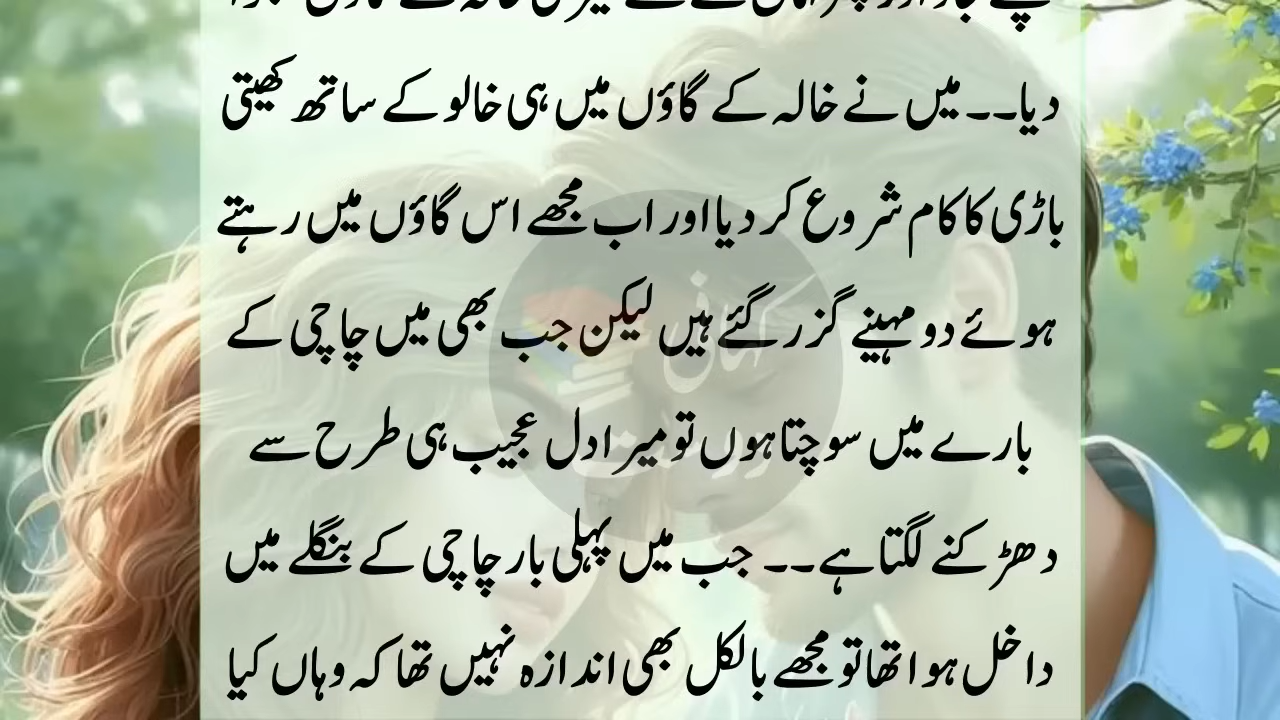 دیا۔۔ میں نے خالہ کے گاؤں میں ہی خالو کے ساتھ کھیتی
باڑی کا کام شروع کر دیا اور اب مجھے اس گاؤں میں رہتے
ہوئے دو مہینے گزر گئے ہیں لیکن جب بھی میں چاچی کے
بارے میں سوچتا ہوں تو میرا دل عجیب ہی طرح سے
دھڑکنے لگتا ہے۔۔ جب میں پہلی بار چاچی کے بنگلے میں
داخل ہوا تھا تو مجھے بالکل بھی اندازہ نہیں تھا کہ وہاں کیا